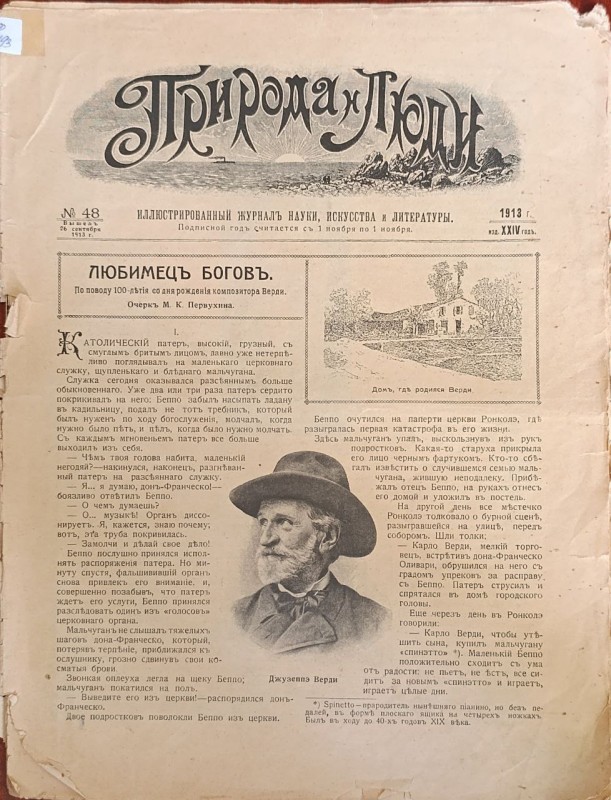 Природа и Люди
№ 48
Вышелъ
26 сентября
1913 г.
ИЛЛЮСТРИРОВАННЫЙ ЖУРНАЛЪ НАУКИ, ИСКУССТВА и ЛИТЕРАТУРЫ.
Подписной годъ считается съ 1 ноября по 1 ноября.
1913 г.
изд. XXIV годъ.
ЛЮБИМЕЦЪ БОГОВЪ.
По поводу 100-лѣтія со дня рожденія композитора Верди.
Очеркъ М. К. Первухина.
I.
КАТОЛИЧЕСКІЙ патеръ, высокій, грузный, съ
смуглымъ бритымъ лицомъ, давно уже нетерпѣ-
ливо поглядывалъ на маленькаго церковнаго
служку, щупленькаго и блѣднаго мальчугана.
Служка сегодня оказывался разсѣяннымъ больше
обыкновеннаго. Уже два или три раза патеръ сердито
покрикивалъ на него: Беппо забылъ насыпать ладану
въ кадильницу, подалъ не тотъ требникъ, который
былъ нуженъ по ходу богослуженія, молчалъ, когда
нужно было пѣть, и пѣлъ, когда было нужно молчать.
Съ каждымъ мгновеньемъ патеръ все больше
выходилъ изъ себя.
— Чѣмъ твоя голова набита, маленькій
негодяй?—накинулся, наконецъ, разгнѣван-
ный патеръ на разсѣяннаго служку.
— Я... я думаю, донъ-Франческо!—
боязливо отвѣтилъ Беппо.
— О чемъ думаешь?
— О... музыкѣ! Органъ диссо-
нируетъ. Я, кажется, знаю почему;
вотъ, эта труба покривилась.
— Замолчи и дѣлай свое дѣло!
Беппо послушно принялся испол-
нять распоряженія патера. Но ми-
нуту спустя, фальшивившій органъ
снова привлекъ его вниманіе, и,
совершенно позабывъ, что патеръ
ждетъ его услуги, Беппо принялся
разслѣдовать одинъ изъ «голосовъ»
церковнаго органа.
Мальчуганъ не слышалъ тяжелыхъ
шаговъ донъ-Франческо, который,
потерявъ терпѣніе, приближался къ
ослушнику, грозно сдвинувъ свои ко-
сматыя брови.
Звонкая оплеуха легла на щеку Беппо;
мальчуганъ покатился на полъ.
— Выведите его изъ церкви!—распорядился донъ-
Франческо.
Двое подростковъ поволокли Беппо изъ церкви.
Домъ, гдѣ родился Верди.
Беппо очутился на паперти церкви Ронколэ, гдѣ
разыгралась первая катастрофа въ его жизни.
Здѣсь мальчуганъ упалъ, выскользнувъ изъ рукъ
подростковъ. Какая-то старуха прикрыла
его лицо чернымъ фартукомъ. Кто-то сбѣ-
галъ извѣстить о случившемся семью маль-
чугана, жившую неподалеку. Прибѣ-
жалъ отецъ Беппо, на рукахъ отнесъ
его домой и уложилъ въ постель.
На другой день все мѣстечко
Ронколэ толковало о бурной сценѣ,
разыгравшейся на улицѣ, передъ
соборомъ. Шли толки:
— Карло Верди, мелкій торго-
вецъ, встрѣтивъ дона-Франческо
Оливари, обрушился на него съ
градомъ упрековъ за расправу
съ Беппо. Патеръ струсилъ и
спрятался въ домѣ городского
головы.
Еще черезъ день въ Ронколэ
говорили:
— Карло Верди, чтобы утѣ-
шить сына, купилъ мальчугану
«спинэтто» *). Маленькій Беппо
положительно сходитъ съ ума
отъ радости: не пьетъ, не ѣстъ, все си-
дитъ за новымъ «спинэтто» и играетъ,
играетъ цѣлые дни.
Джузеппэ Верди
*) Spinetto—прародитель нынѣшняго піанино, но безъ пе-
далей, въ формѣ плоскаго ящика на четырехъ ножкахъ.
Былъ въ ходу до 40-хъ годовъ XIX вѣка.